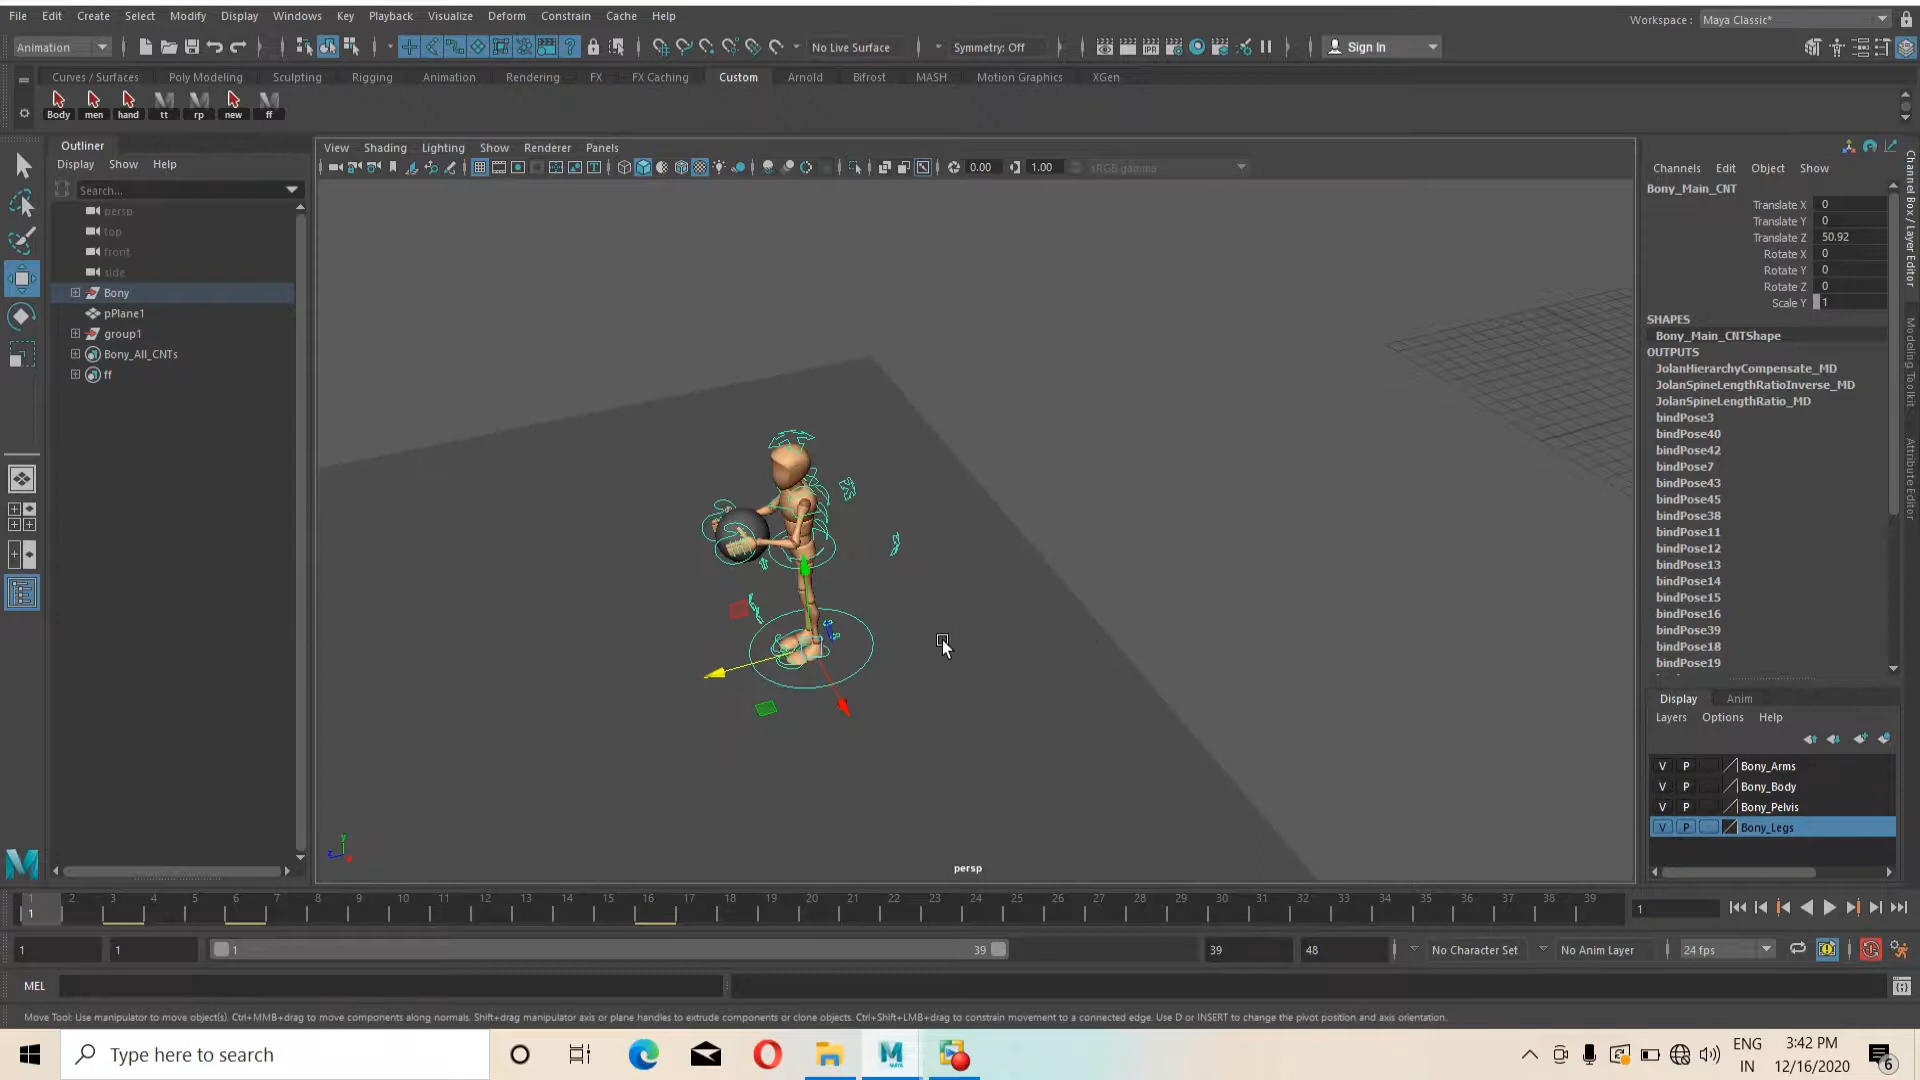 File Edit Create Select Modify Display Windows Key Playback Visualize Deform Constrain Cache Help
Workspace : Maya Classic*
Animation
No Live Surface
Symmetry: Off
Sign In
Curves / Surfaces Poly Modeling Sculpting Rigging Animation Rendering FX FX Caching Custom Arnold Bifrost MASH Motion Graphics XGen
Body men hand tt rp new ff
Outliner
Display Show Help
Search...
persp
top
front
side
Bony
pPlane1
group1
Bony_All_CNTs
ff
View Shading Lighting Show Renderer Panels
0.00 1.00 sRGB gamma
persp
Channels Edit Object Show
Bony_Main_CNT
Translate X 0
Translate Y 0
Translate Z 50.92
Rotate X 0
Rotate Y 0
Rotate Z 0
Scale Y 1
SHAPES
Bony_Main_CNTShape
OUTPUTS
JolanHierarchyCompensate_MD
JolanSpineLengthRatioInverse_MD
JolanSpineLengthRatio_MD
bindPose3
bindPose40
bindPose42
bindPose7
bindPose43
bindPose45
bindPose38
bindPose11
bindPose12
bindPose13
bindPose14
bindPose15
bindPose16
bindPose39
bindPose18
bindPose19
Channel Box / Layer Editor
Modeling Toolkit
Attribute Editor
Display Anim
Layers Options Help
V P Bony_Arms
V P Bony_Body
V P Bony_Pelvis
V P Bony_Legs
1 2 3 4 5 6 7 8 9 10 11 12 13 14 15 16 17 18 19 20 21 22 23 24 25 26 27 28 29 30 31 32 33 34 35 36 37 38 39
1
1
1 1 1 39 39 48 No Character Set No Anim Layer 24 fps
MEL
Move Tool: Use manipulator to move object(s). Ctrl+MMB+drag to move components along normals. Shift+drag manipulator axis or plane handles to extrude components or clone objects. Ctrl+Shift+LMB+drag to constrain movement to a connected edge. Use D or INSERT to change the pivot position and axis orientation.
Type here to search
ENG
IN
3:42 PM
12/16/2020
6